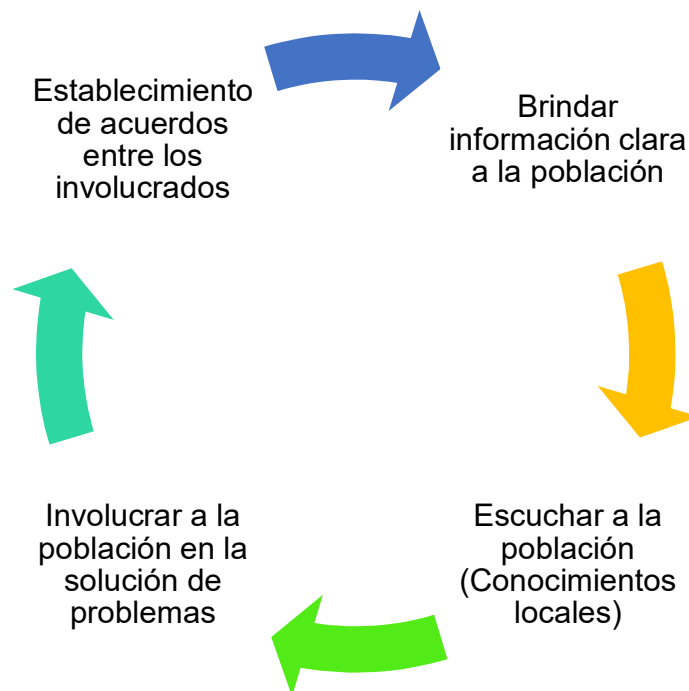 Establecimiento
de acuerdos
entre los
involucrados
Brindar
información clara
a la población
Escuchar a la
población
(Conocimientos
locales)
Involucrar a la
población en la
solución de
problemas